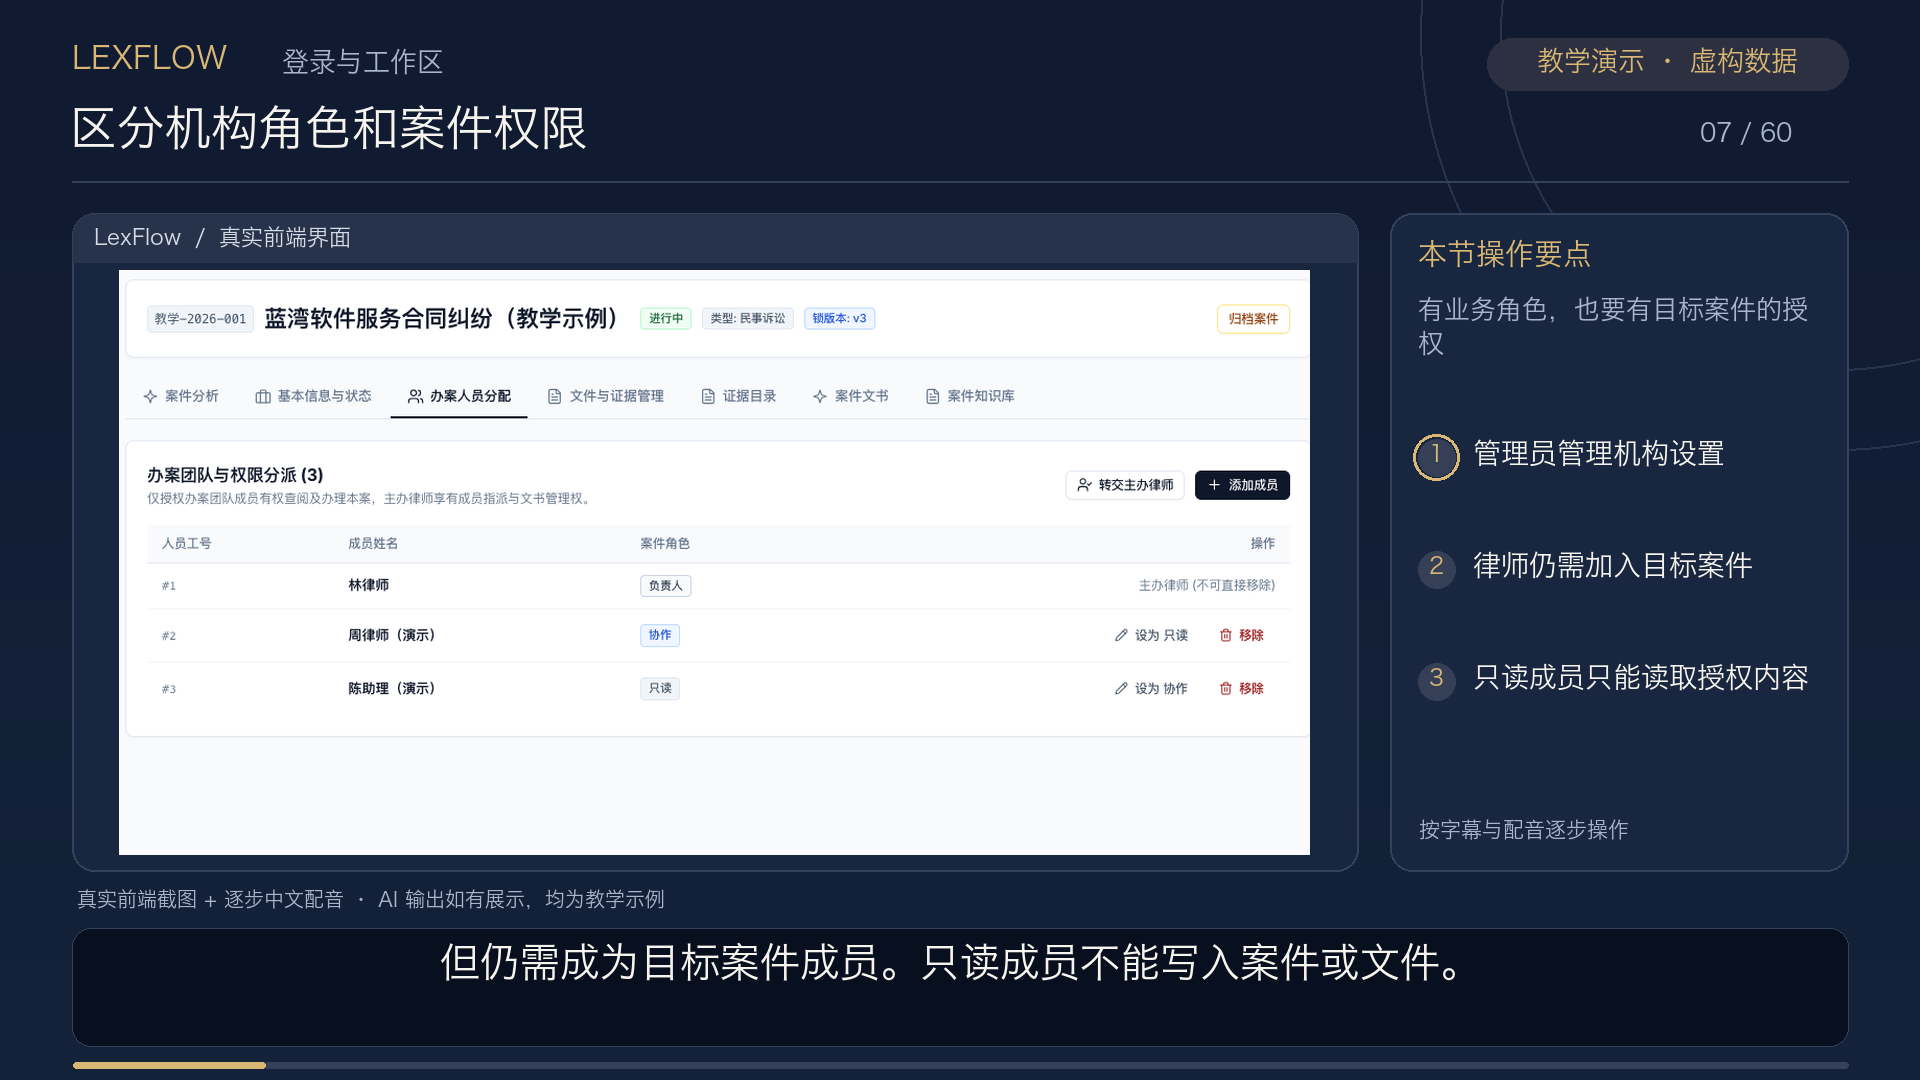 LEXFLOW 登录与工作区
教学演示 · 虚构数据
区分机构角色和案件权限
07 / 60
LexFlow / 真实前端界面
教学-2026-001 蓝湾软件服务合同纠纷（教学示例） 进行中 类型: 民事诉讼 锁版本: v3 归档案件
案件分析 基本信息与状态 办案人员分配 文件与证据管理 证据目录 案件文书 案件知识库
办案团队与权限分派 (3)
仅授权办案团队成员有权查阅及办理本案，主办律师享有成员指派与文书管理权。
转交主办律师 添加成员
人员工号 成员姓名 案件角色 操作
#1 林律师 负责人 主办律师 (不可直接移除)
#2 周律师（演示） 协作 设为 只读 移除
#3 陈助理（演示） 只读 设为 协作 移除
本节操作要点
有业务角色，也要有目标案件的授
权
1 管理员管理机构设置
2 律师仍需加入目标案件
3 只读成员只能读取授权内容
按字幕与配音逐步操作
真实前端截图 + 逐步中文配音 · AI 输出如有展示，均为教学示例
但仍需成为目标案件成员。只读成员不能写入案件或文件。